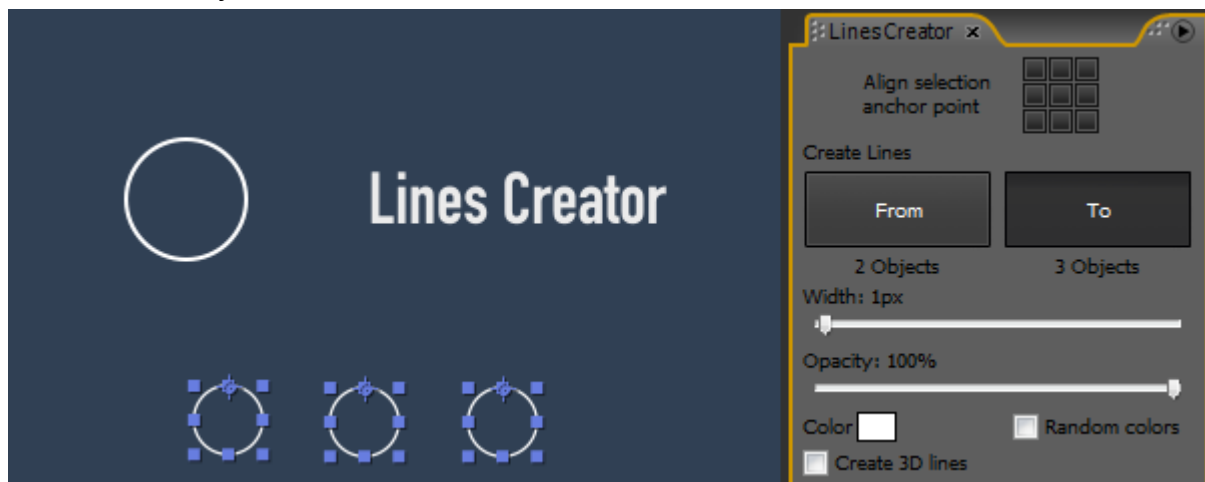 LinesCreator
Align selection
anchor point
Create Lines
Lines Creator
From
To
2 Objects
3 Objects
Width: 1px
Opacity: 100%
Color
Random colors
Create 3D lines